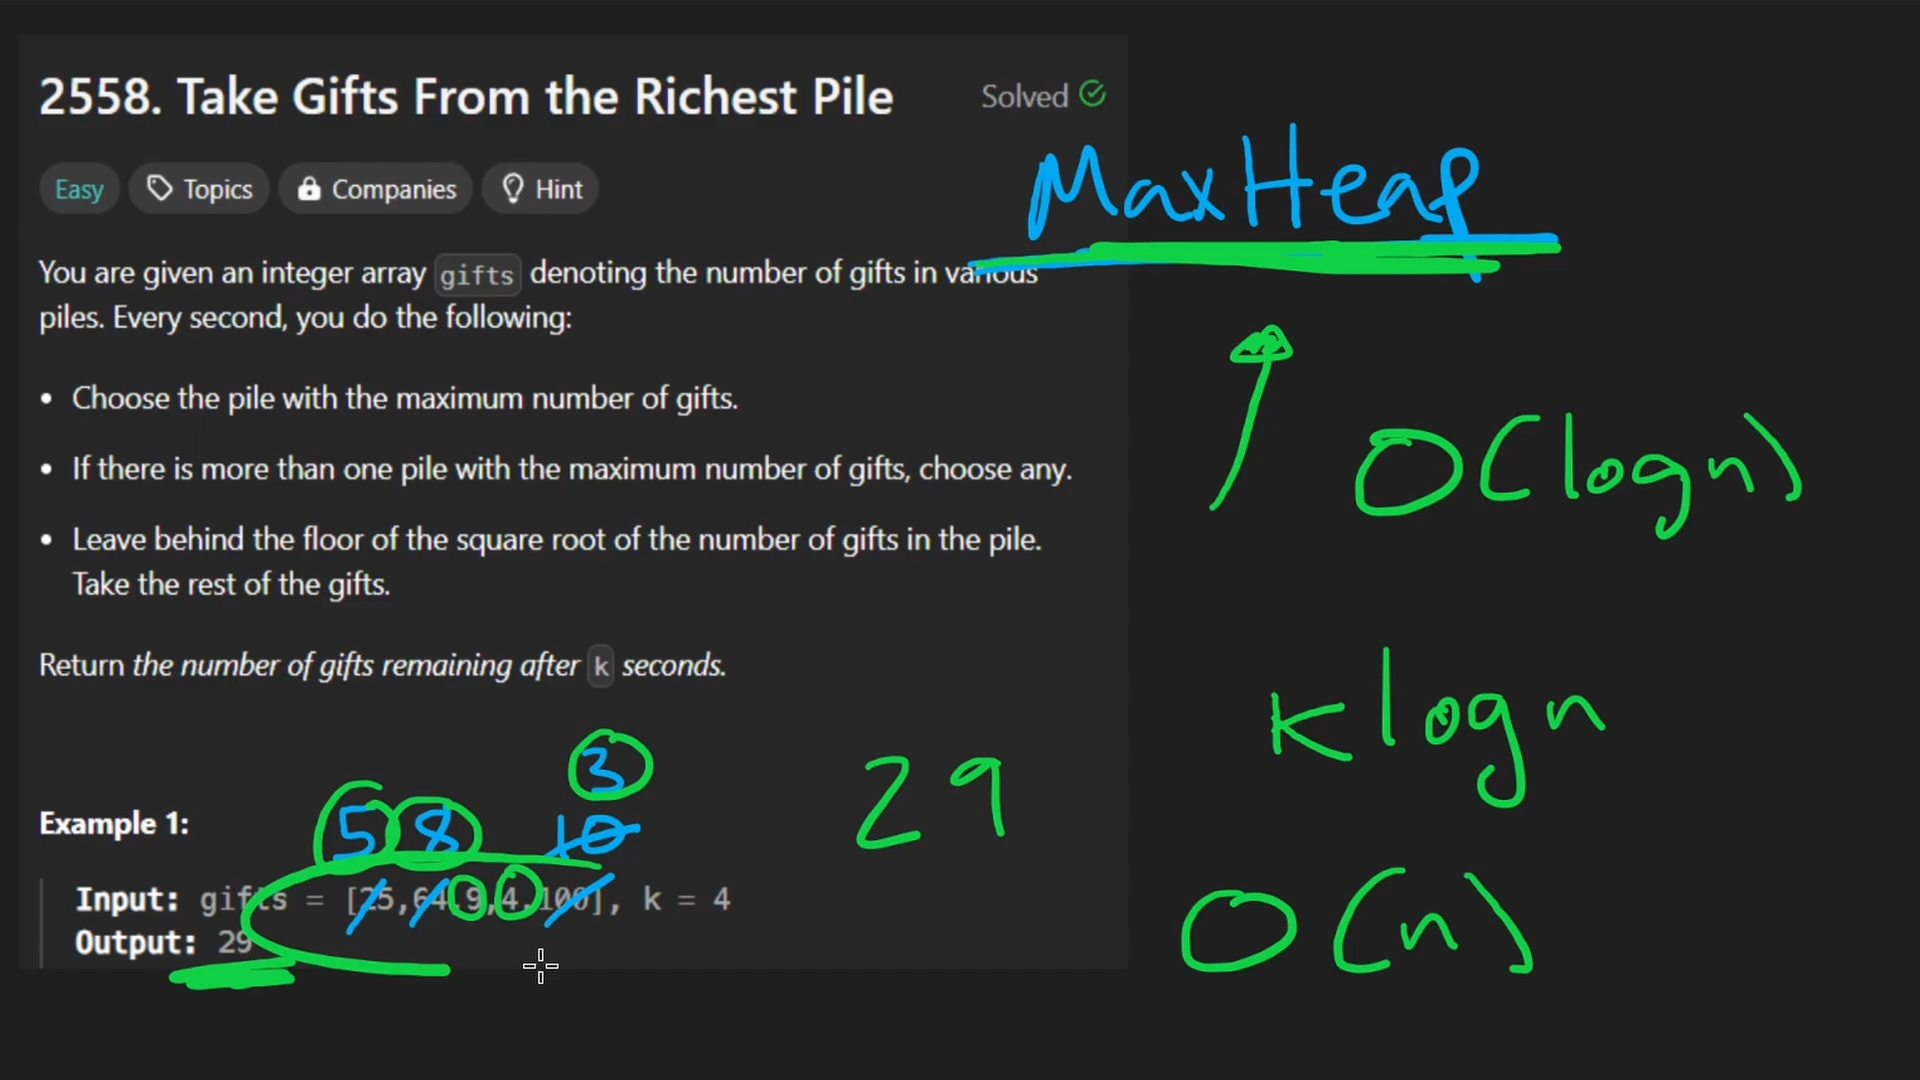 2558. Take Gifts From the Richest Pile
Solved
Easy Topics Companies Hint
MaxHeap
You are given an integer array gifts denoting the number of gifts in various
piles. Every second, you do the following:
• Choose the pile with the maximum number of gifts.
• If there is more than one pile with the maximum number of gifts, choose any.
• Leave behind the floor of the square root of the number of gifts in the pile.
Take the rest of the gifts.
O(logn)
Return the number of gifts remaining after k seconds.
klogn
3
5 8 10
29
Example 1:
Input: gifts = [25,64,9,4,100], k = 4
Output: 29
O(n)